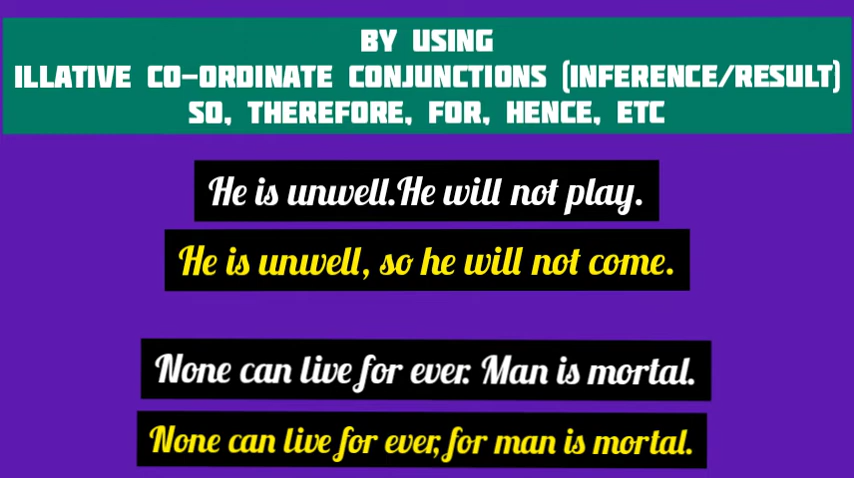 BY USING
ILLATIVE CO-ORDINATE CONJUNCTIONS (INFERENCE/RESULT)
SO, THEREFORE, FOR, HENCE, ETC
He is unwell.He will not play.
He is unwell, so he will not come.
None can live for ever. Man is mortal.
None can live for ever, for man is mortal.